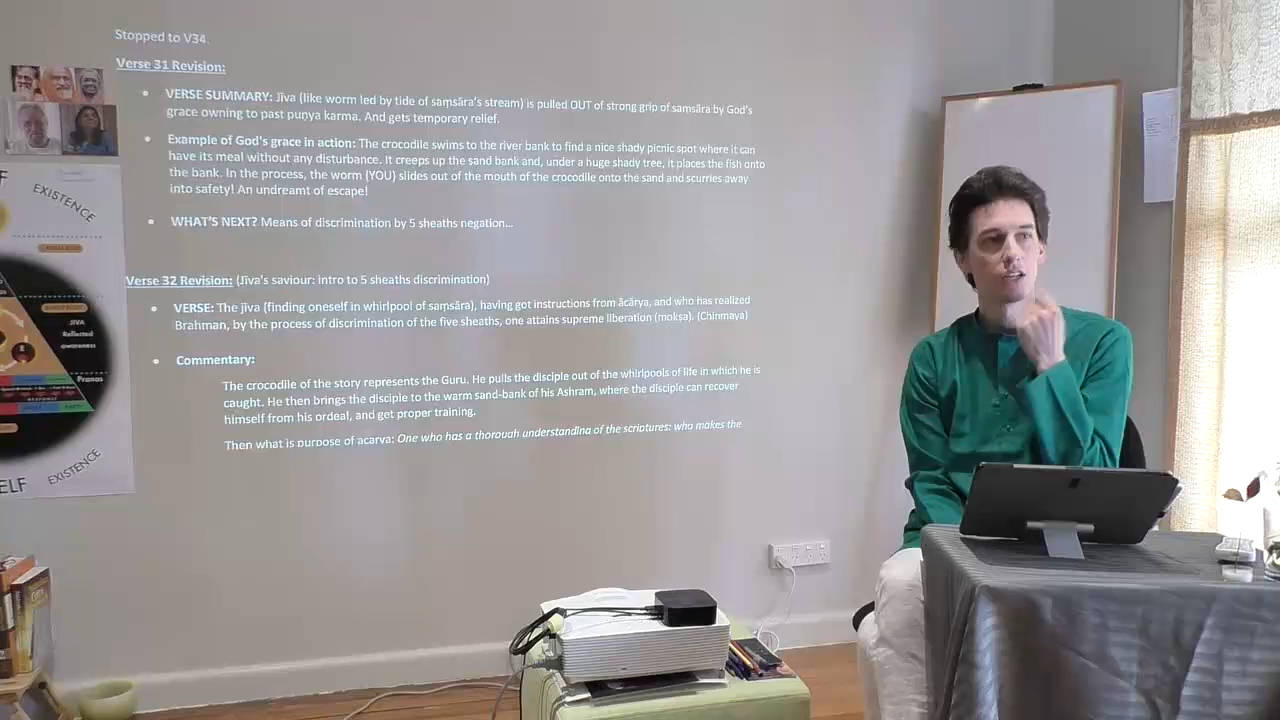 Stopped to V34.
Verse 31 Revision:
• VERSE SUMMARY: Jīva (like worm led by tide of saṃsāra's stream) is pulled OUT of strong grip of saṃsāra by God's
grace owning to past puṇya karma. And gets temporary relief.
• Example of God's grace in action: The crocodile swims to the river bank to find a nice shady picnic spot where it can
have its meal without any disturbance. It creeps up the sand bank and, under a huge shady tree, it places the fish onto
the bank. In the process, the worm (YOU) slides out of the mouth of the crocodile onto the sand and scurries away
into safety! An undreamt of escape!
• WHAT'S NEXT? Means of discrimination by 5 sheaths negation...
Verse 32 Revision: (Jīva's saviour: intro to 5 sheaths discrimination)
• VERSE: The jīva (finding oneself in whirlpool of saṃsāra), having got instructions from ācārya, and who has realized
Brahman, by the process of discrimination of the five sheaths, one attains supreme liberation (mokṣa). (Chinmaya)
• Commentary:
The crocodile of the story represents the Guru. He pulls the disciple out of the whirlpools of life in which he is
caught. He then brings the disciple to the warm sand-bank of his Ashram, where the disciple can recover
himself from his ordeal, and get proper training.
Then what is purpose of acarya: One who has a thorough understanding of the scriptures; who makes the
EXISTENCE
JIVA
Reflected
awareness
Pranas
EXISTENCE
ELF